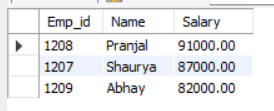 Emp_id Name Salary
1208 Pranjal 91000.00
1207 Shaurya 87000.00
1209 Abhay 82000.00